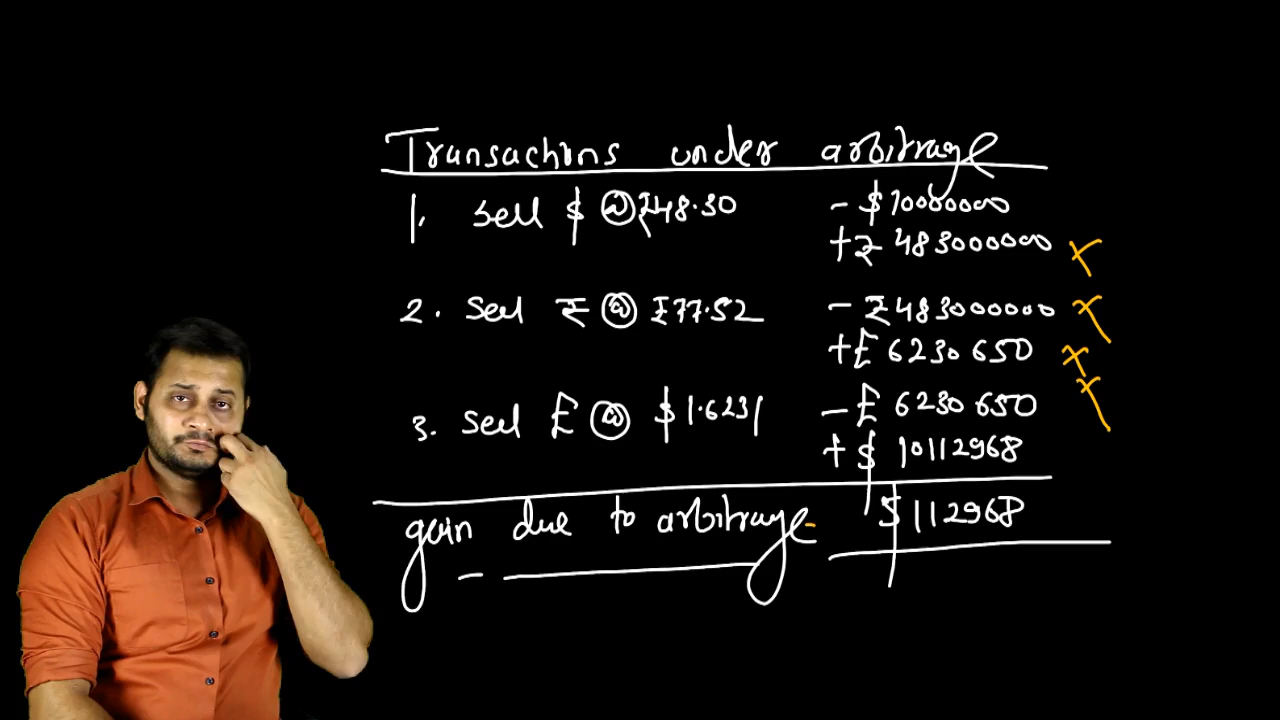 Transactions under arbitrage
1. Sell $ @ ₹48.30 - $ 10000000
+ ₹ 483000000 x
2. Sell ₹ @ ₹77.52 - ₹ 483000000 x
+ £ 6230650 x
3. Sell £ @ $1.6231 - £ 6230650 x
+ $ 10112968
gain due to arbitrage - $ 112968